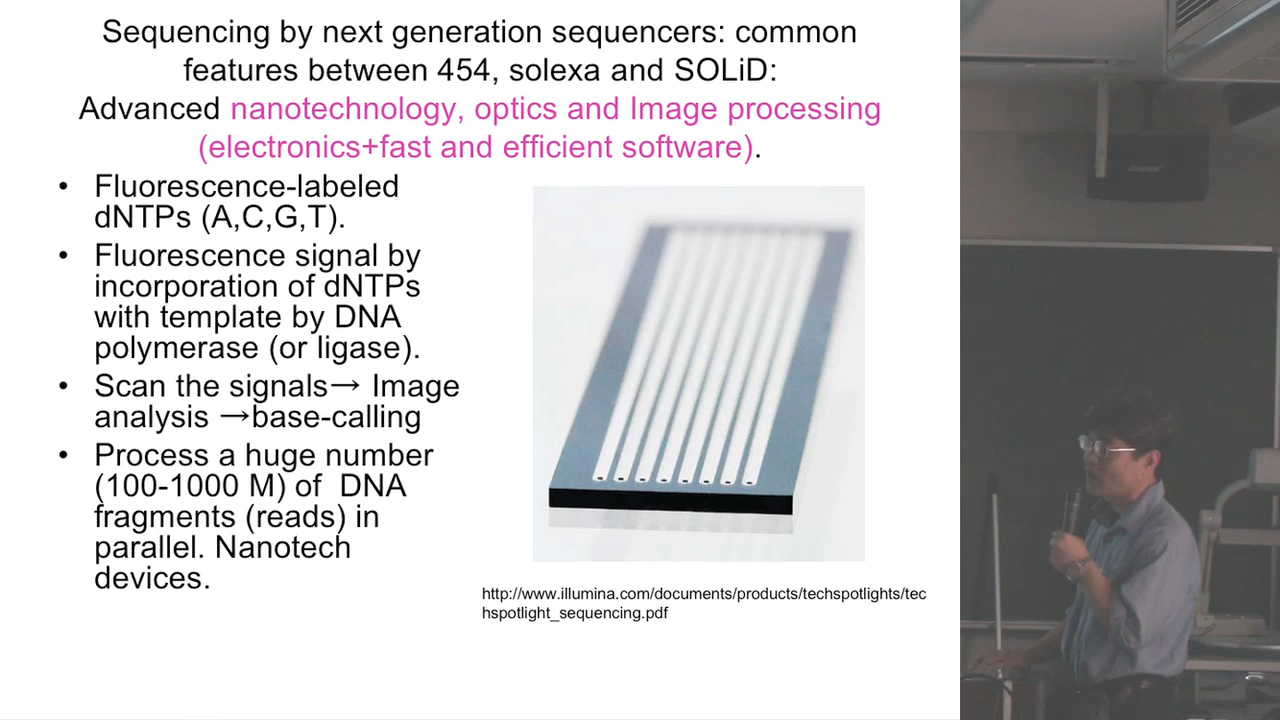 Sequencing by next generation sequencers: common
features between 454, solexa and SOLiD:
Advanced nanotechnology, optics and Image processing
(electronics+fast and efficient software).
• Fluorescence-labeled
dNTPs (A,C,G,T).
• Fluorescence signal by
incorporation of dNTPs
with template by DNA
polymerase (or ligase).
• Scan the signals→ Image
analysis →base-calling
• Process a huge number
(100-1000 M) of DNA
fragments (reads) in
parallel. Nanotech
devices.
http://www.illumina.com/documents/products/techspotlights/tec
hspotlight_sequencing.pdf